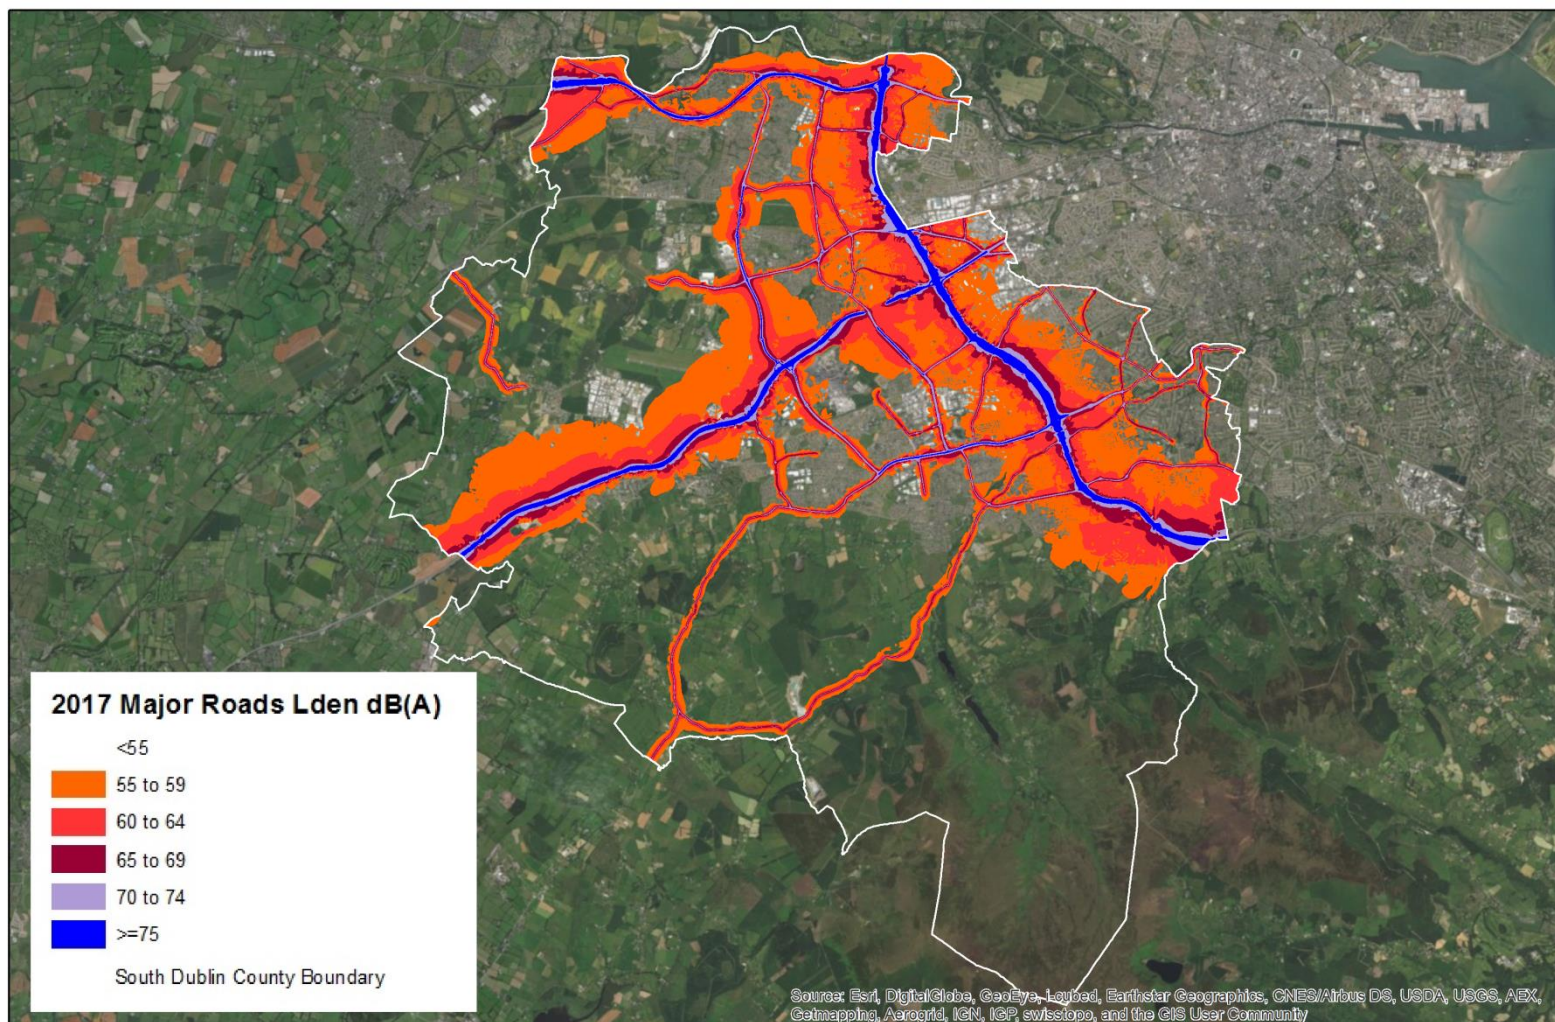 2017 Major Roads Lden dB(A)
<55
55 to 59
60 to 64
65 to 69
70 to 74
>=75
South Dublin County Boundary
Source: Esri, DigitalGlobe, GeoEye, i-cubed, Earthstar Geographics, CNES/Airbus DS, USDA, USGS, AEX,
Getmapping, Aerogrid, IGN, IGP, swisstopo, and the GIS User Community